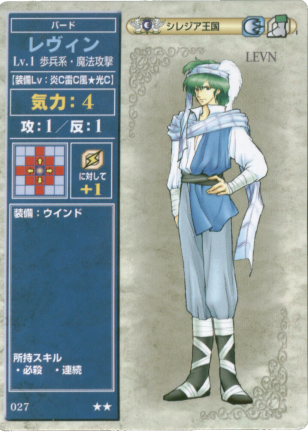 バード
レヴィン
Lv.1 歩兵系・魔法攻撃
【装備Lv:炎C雷C風★光C】
気力:4
攻:1/反:1
に対して
+1
装備:ウインド
所持スキル
・必殺 ・連続
027 ★★
シレジア王国
LEVN